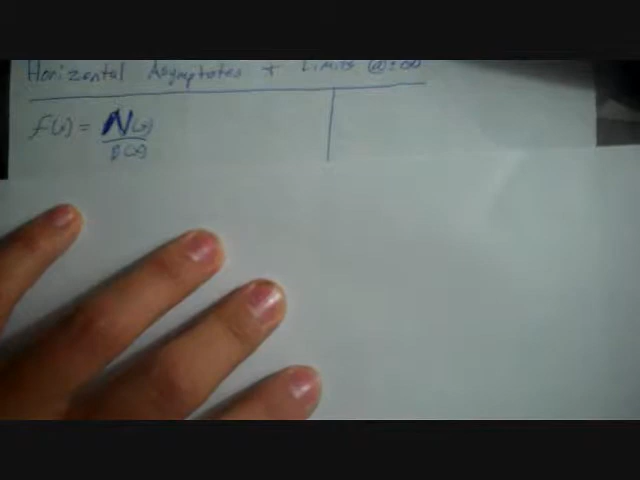 Horizontal Asymptotes + Limits @ ±∞
f(x) = N(x)
D(x)